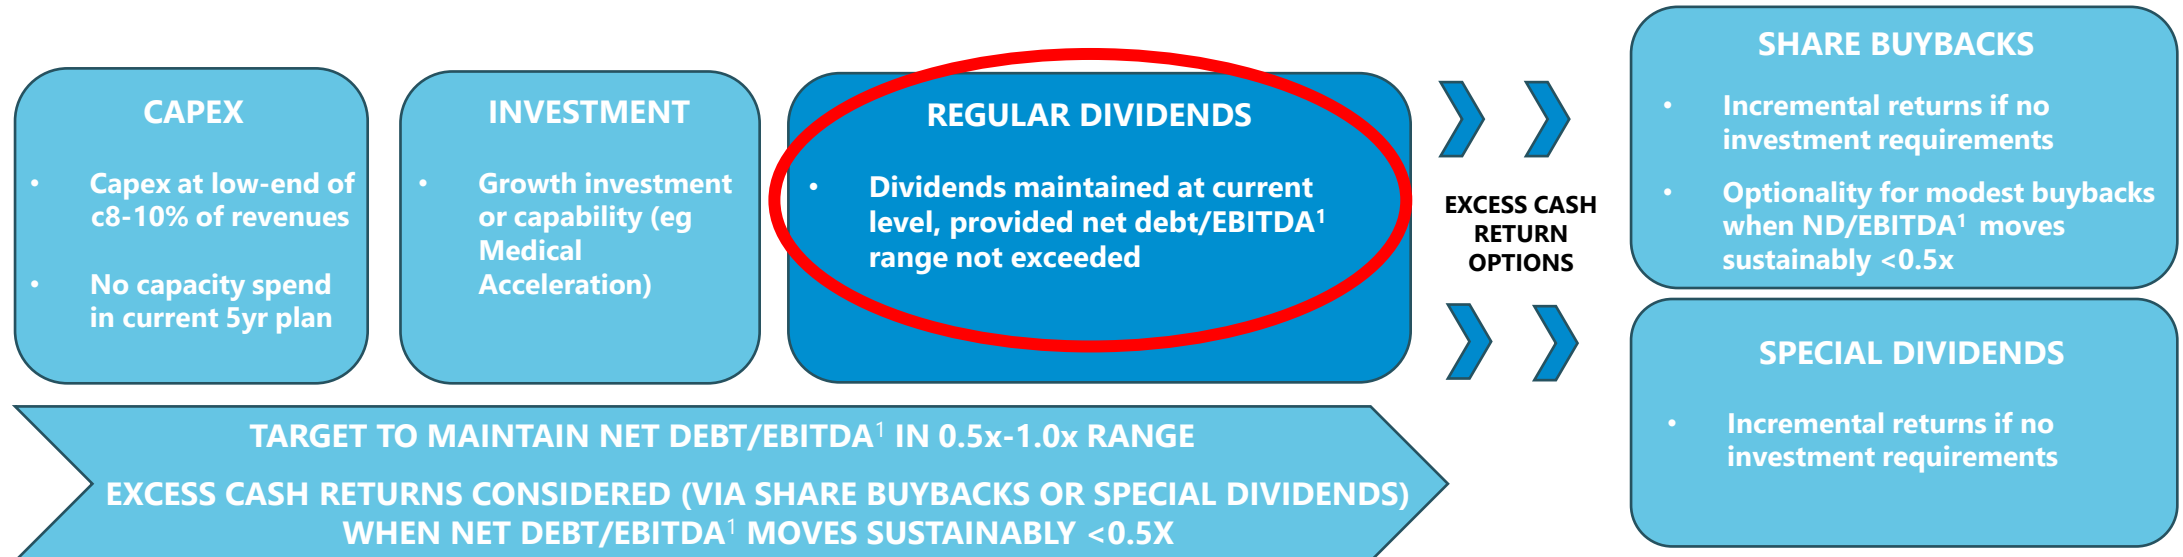 CAPEX
• Capex at low-end of
c8-10% of revenues
• No capacity spend
in current 5yr plan
INVESTMENT
• Growth investment
or capability (eg
Medical
Acceleration)
REGULAR DIVIDENDS
• Dividends maintained at current
level, provided net debt/EBITDA¹
range not exceeded
EXCESS CASH
RETURN
OPTIONS
SHARE BUYBACKS
• Incremental returns if no
investment requirements
• Optionality for modest buybacks
when ND/EBITDA¹ moves
sustainably <0.5x
SPECIAL DIVIDENDS
• Incremental returns if no
investment requirements
TARGET TO MAINTAIN NET DEBT/EBITDA¹ IN 0.5x-1.0x RANGE
EXCESS CASH RETURNS CONSIDERED (VIA SHARE BUYBACKS OR SPECIAL DIVIDENDS)
WHEN NET DEBT/EBITDA¹ MOVES SUSTAINABLY <0.5X